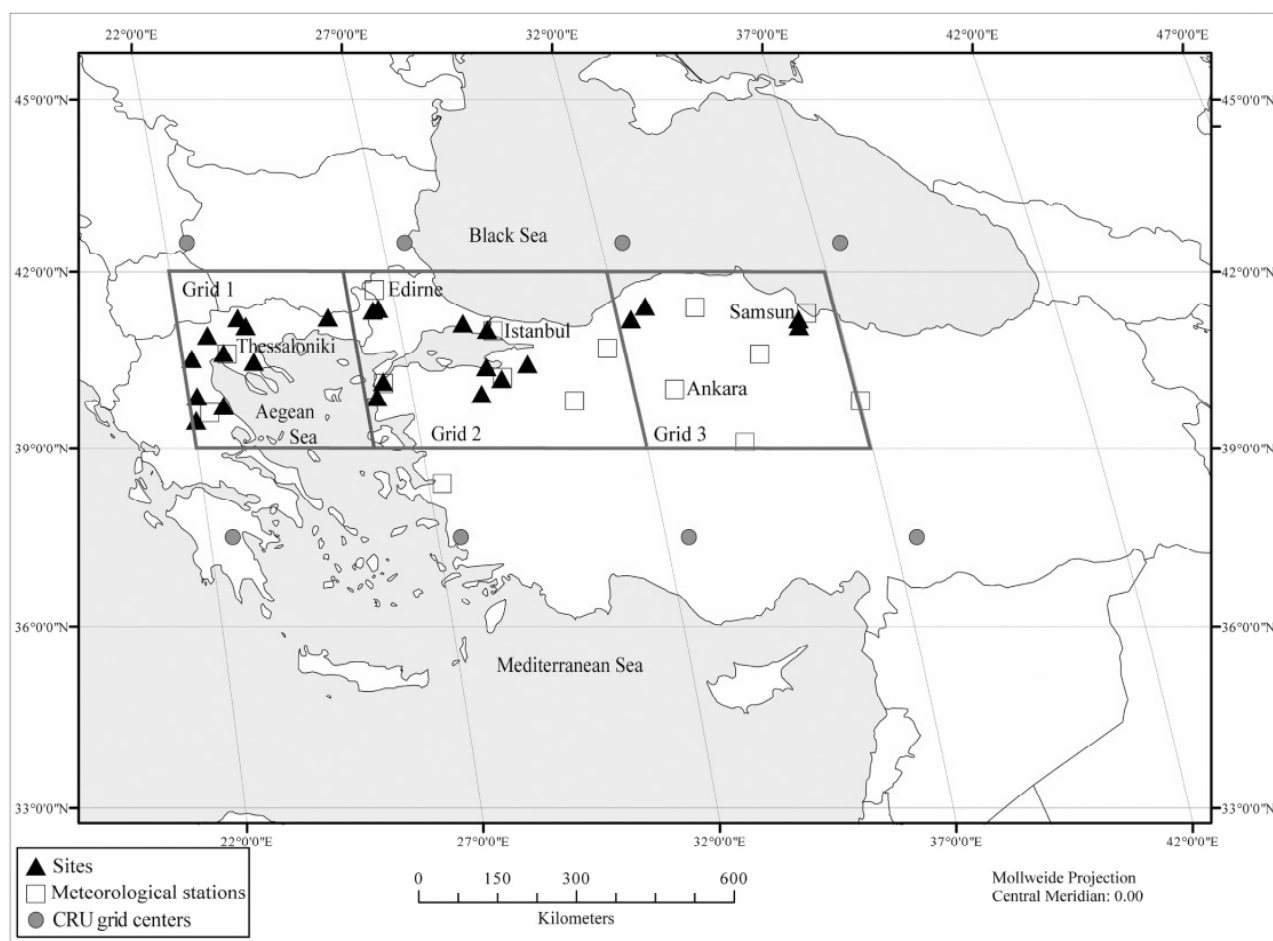 22°0'0"E 27°0'0"E 32°0'0"E 37°0'0"E 42°0'0"E 47°0'0"E
45°0'0"N 45°0'0"N
Black Sea
42°0'0"N 42°0'0"N
Grid 1 Edirne
Samsun
Istanbul
Thessaloniki
Ankara
Aegean
Sea
Grid 2 Grid 3
39°0'0"N 39°0'0"N
36°0'0"N 36°0'0"N
Mediterranean Sea
33°0'0"N 33°0'0"N
22°0'0"E 27°0'0"E 32°0'0"E 37°0'0"E 42°0'0"E
Sites
Meteorological stations
CRU grid centers
0 150 300 600
Kilometers
Mollweide Projection
Central Meridian: 0.00